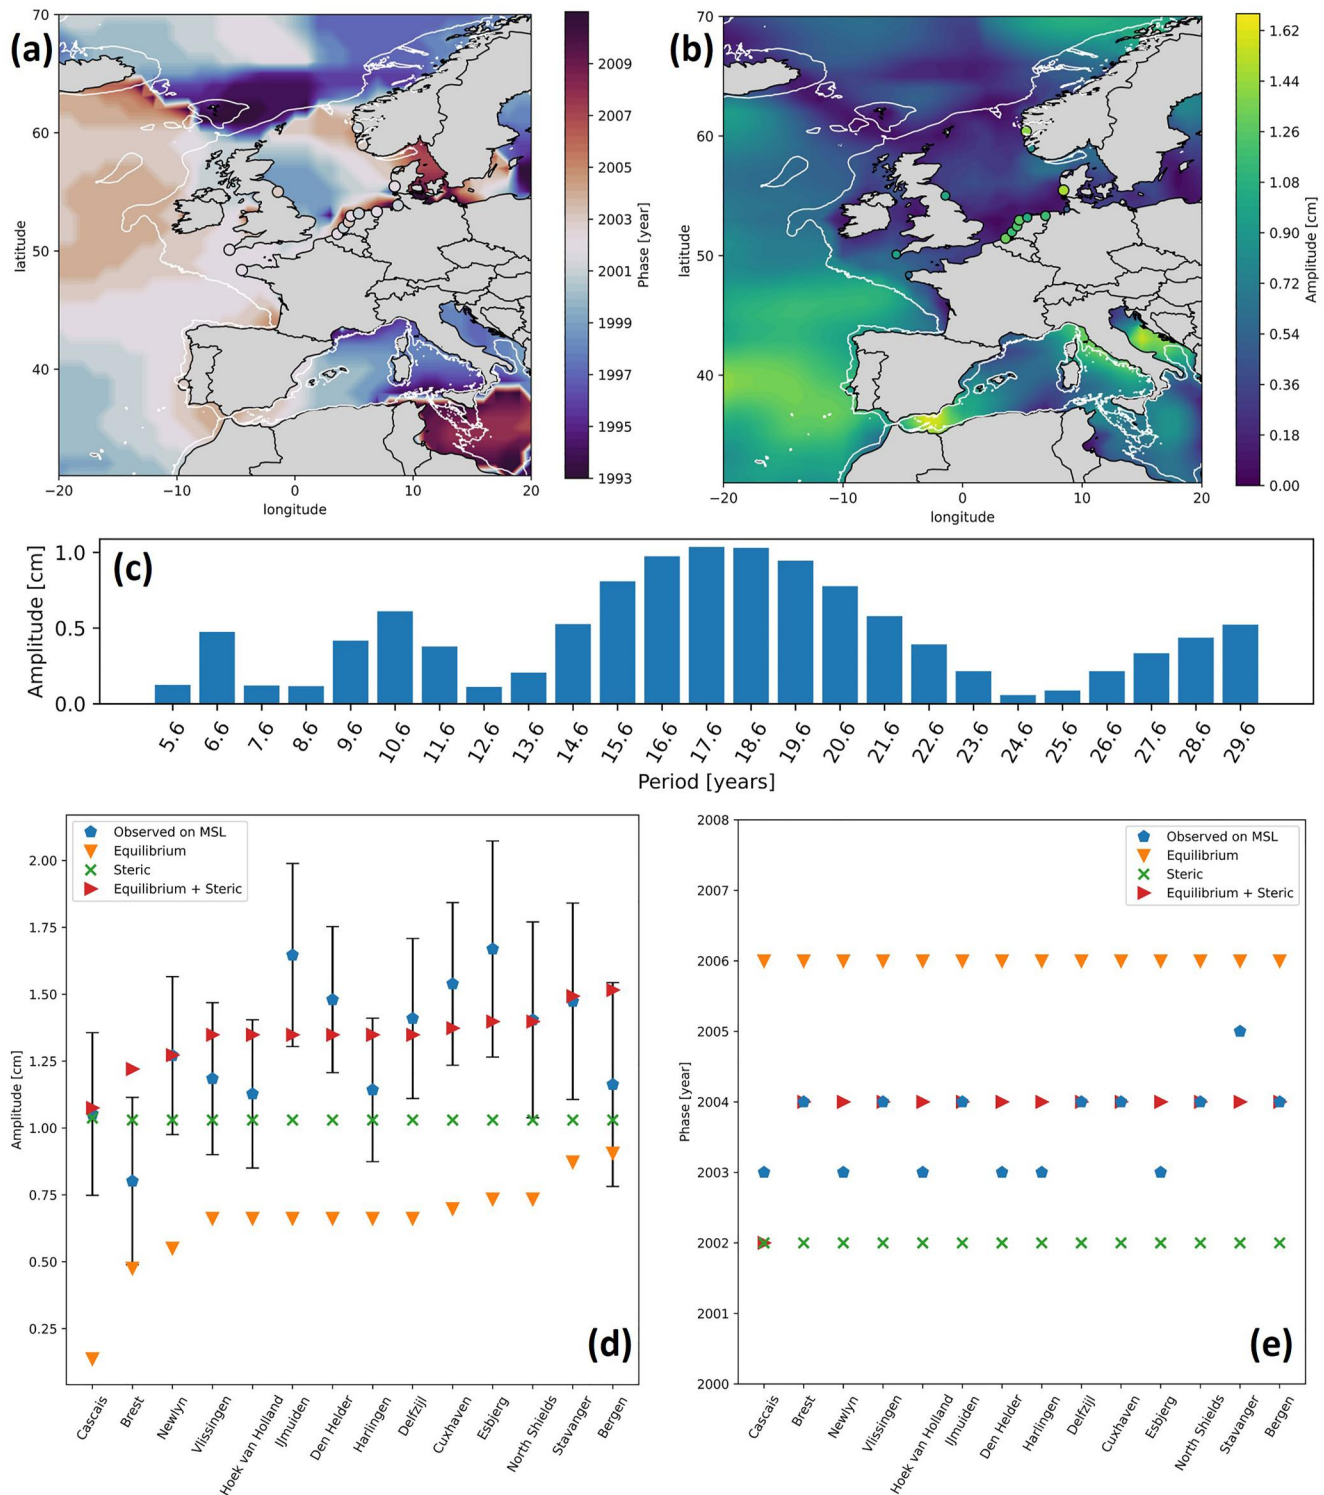 (a)
70
60
50
40
latitude
−20
−10
0
10
20
longitude
2009
2007
2005
2003
2001
1999
1997
1995
1993
Phase [year]
(b)
70
60
50
40
latitude
−20
−10
0
10
20
longitude
1.62
1.44
1.26
1.08
0.90
0.72
0.54
0.36
0.18
0.00
Amplitude [cm]
(c)
1.0
0.5
0.0
Amplitude [cm]
5.6
6.6
7.6
8.6
9.6
10.6
11.6
12.6
13.6
14.6
15.6
16.6
17.6
18.6
19.6
20.6
21.6
22.6
23.6
24.6
25.6
26.6
27.6
28.6
29.6
Period [years]
Observed on MSL
Equilibrium
Steric
Equilibrium + Steric
2.00
1.75
1.50
1.25
1.00
0.75
0.50
0.25
Amplitude [cm]
(d)
Cascais
Brest
Newlyn
Vlissingen
Hoek van Holland
IJmuiden
Den Helder
Harlingen
Delfzijl
Cuxhaven
Esbjerg
North Shields
Stavanger
Bergen
Observed on MSL
Equilibrium
Steric
Equilibrium + Steric
2008
2007
2006
2005
2004
2003
2002
2001
2000
Phase [year]
(e)
Cascais
Brest
Newlyn
Vlissingen
Hoek van Holland
IJmuiden
Den Helder
Harlingen
Delfzijl
Cuxhaven
Esbjerg
North Shields
Stavanger
Bergen